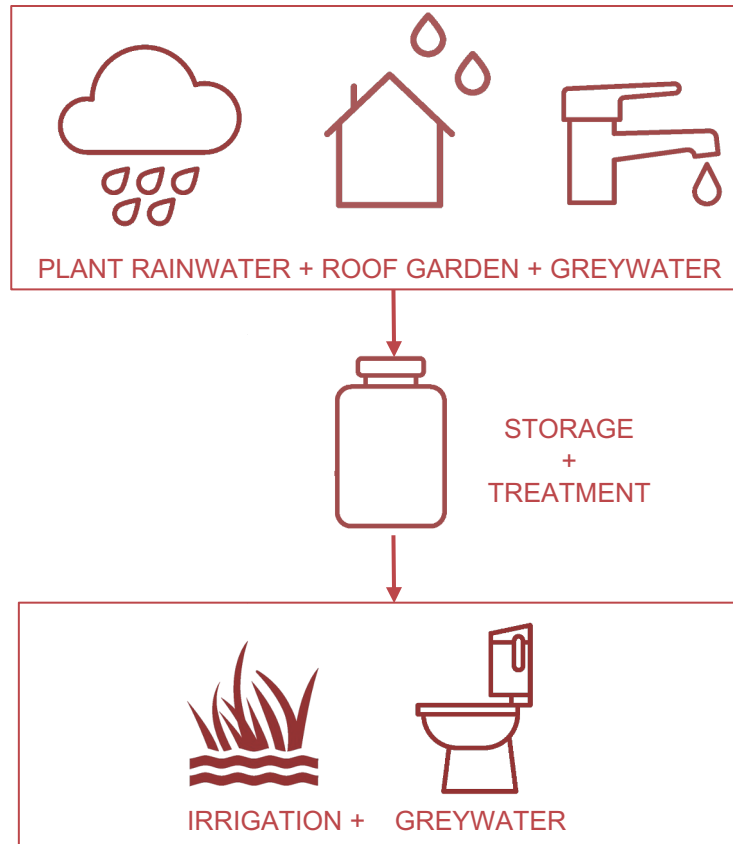 PLANT RAINWATER + ROOF GARDEN + GREYWATER
STORAGE
+
TREATMENT
IRRIGATION + GREYWATER